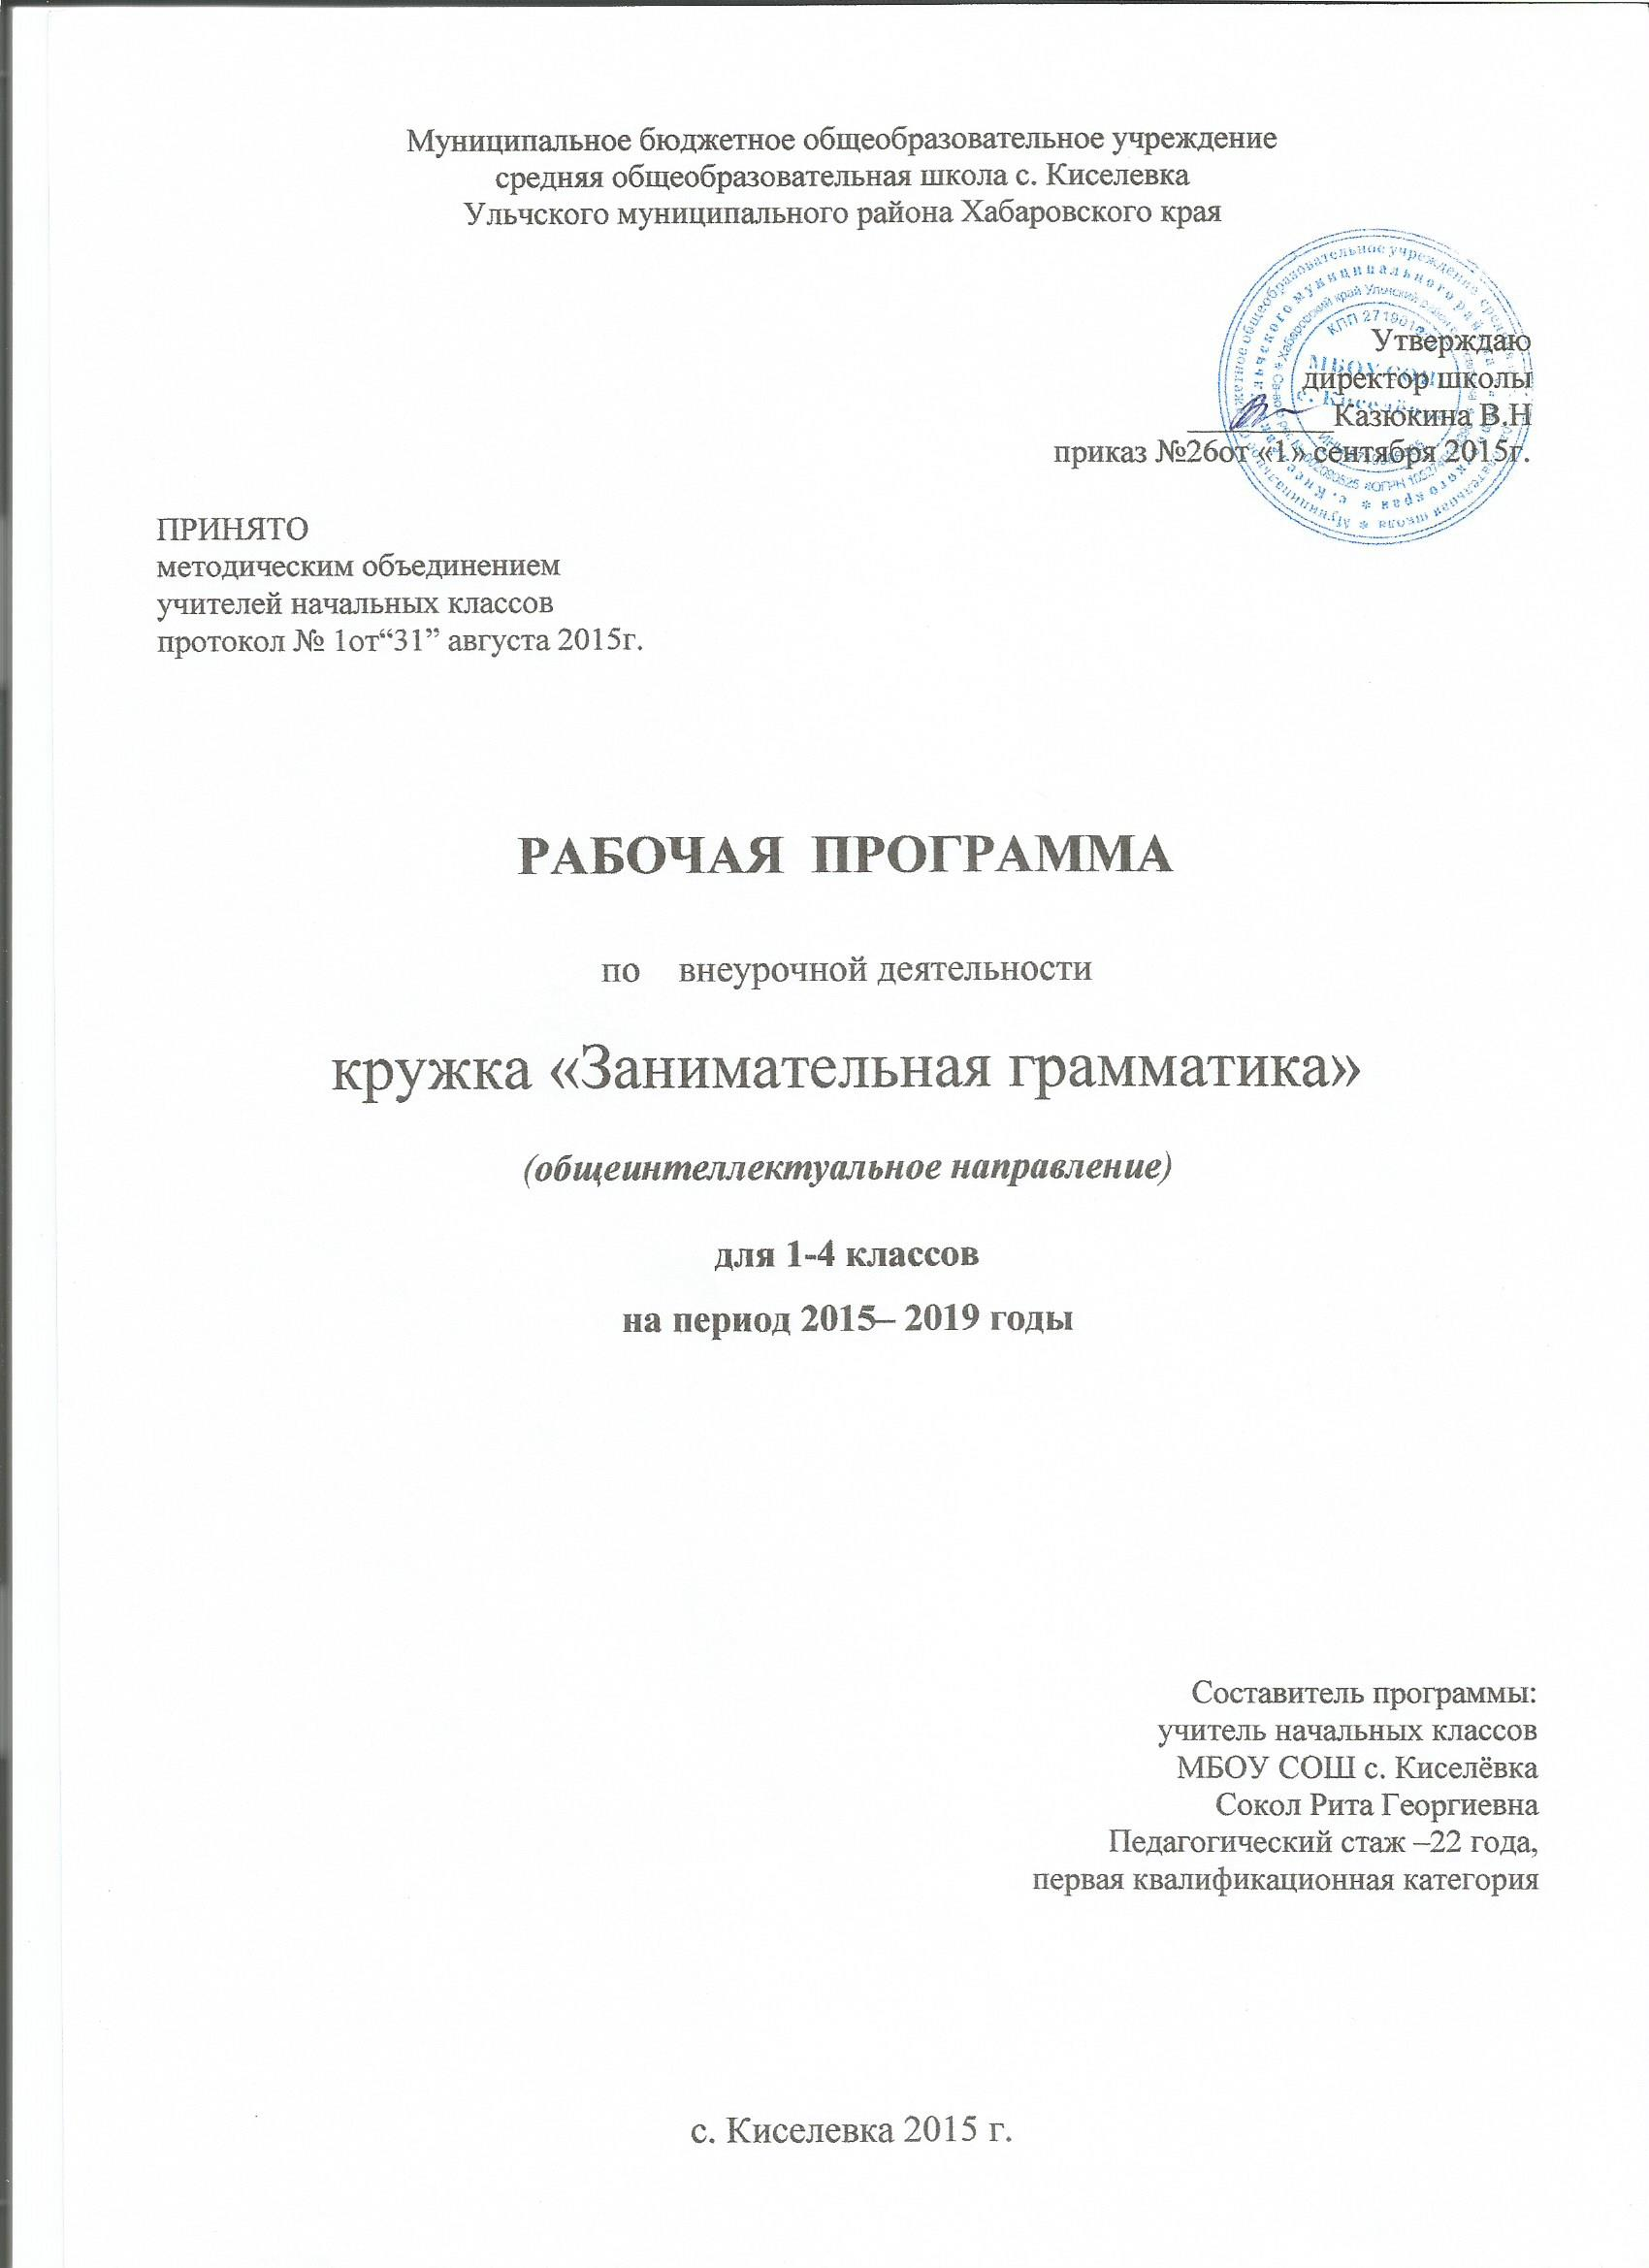 Муниципальное бюджетное общеобразовательное учреждение
средняя общеобразовательная школа с. Киселевка
Ульчского муниципального района Хабаровского края
Утверждаю
директор школы
__________Казюкина В.Н
приказ №26от «1» сентября 2015г.
МБОУ СОШ
ПРИНЯТО
методическим объединением
учителей начальных классов
протокол № 1от“31” августа 2015г.
РАБОЧАЯ ПРОГРАММА
по внеурочной деятельности
кружка «Занимательная грамматика»
(общеинтеллектуальное направление)
для 1-4 классов
на период 2015– 2019 годы
Составитель программы:
учитель начальных классов
МБОУ СОШ с. Киселёвка
Сокол Рита Георгиевна
Педагогический стаж –22 года,
первая квалификационная категория
с. Киселевка 2015 г.